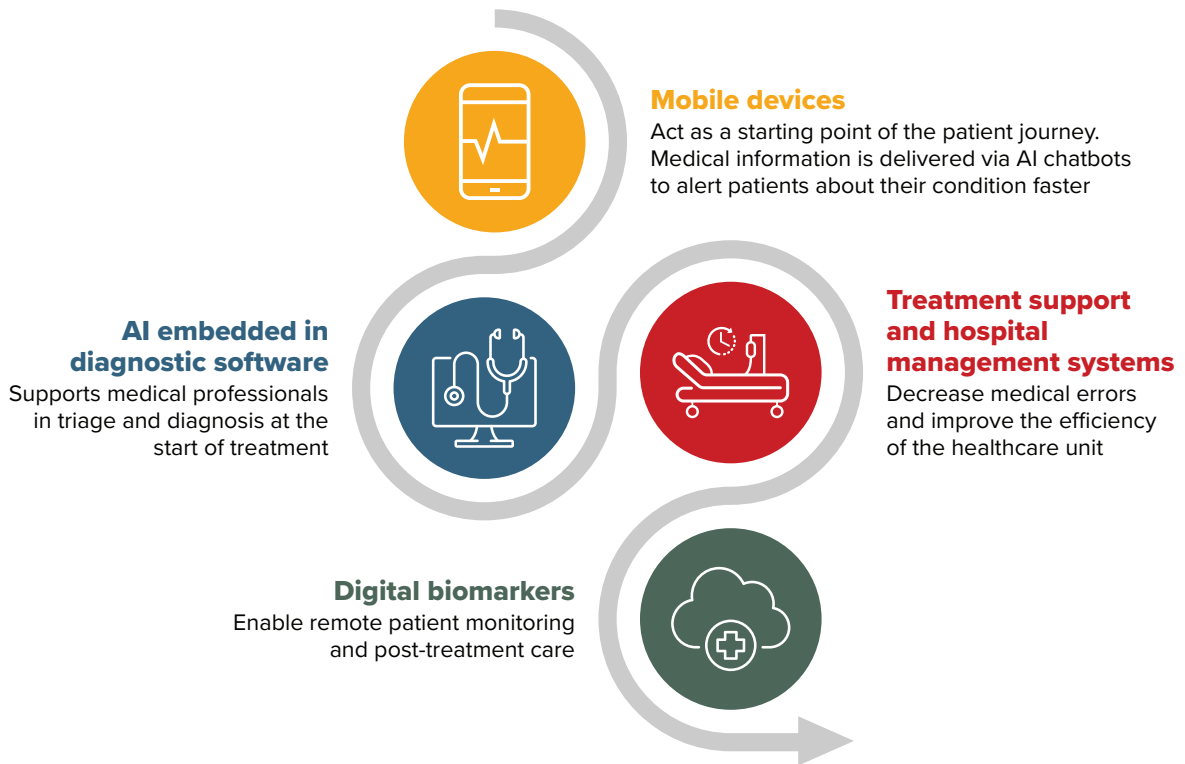 Mobile devices
Act as a starting point of the patient journey.
Medical information is delivered via AI chatbots
to alert patients about their condition faster
AI embedded in
diagnostic software
Supports medical professionals
in triage and diagnosis at the
start of treatment
Treatment support
and hospital
management systems
Decrease medical errors
and improve the efficiency
of the healthcare unit
Digital biomarkers
Enable remote patient monitoring
and post-treatment care